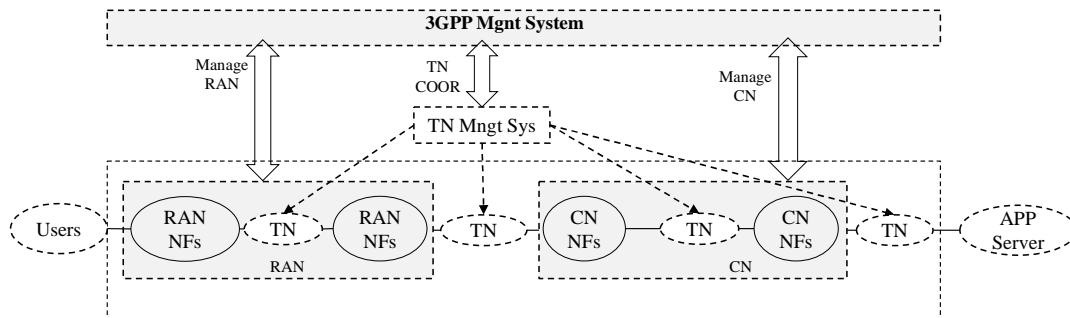 3GPP Mgnt System
Manage
RAN
TN
COOR
Manage
CN
TN Mngt Sys
Users
RAN
NFs
TN
RAN
NFs
TN
CN
NFs
TN
CN
NFs
TN
APP
Server
RAN
CN